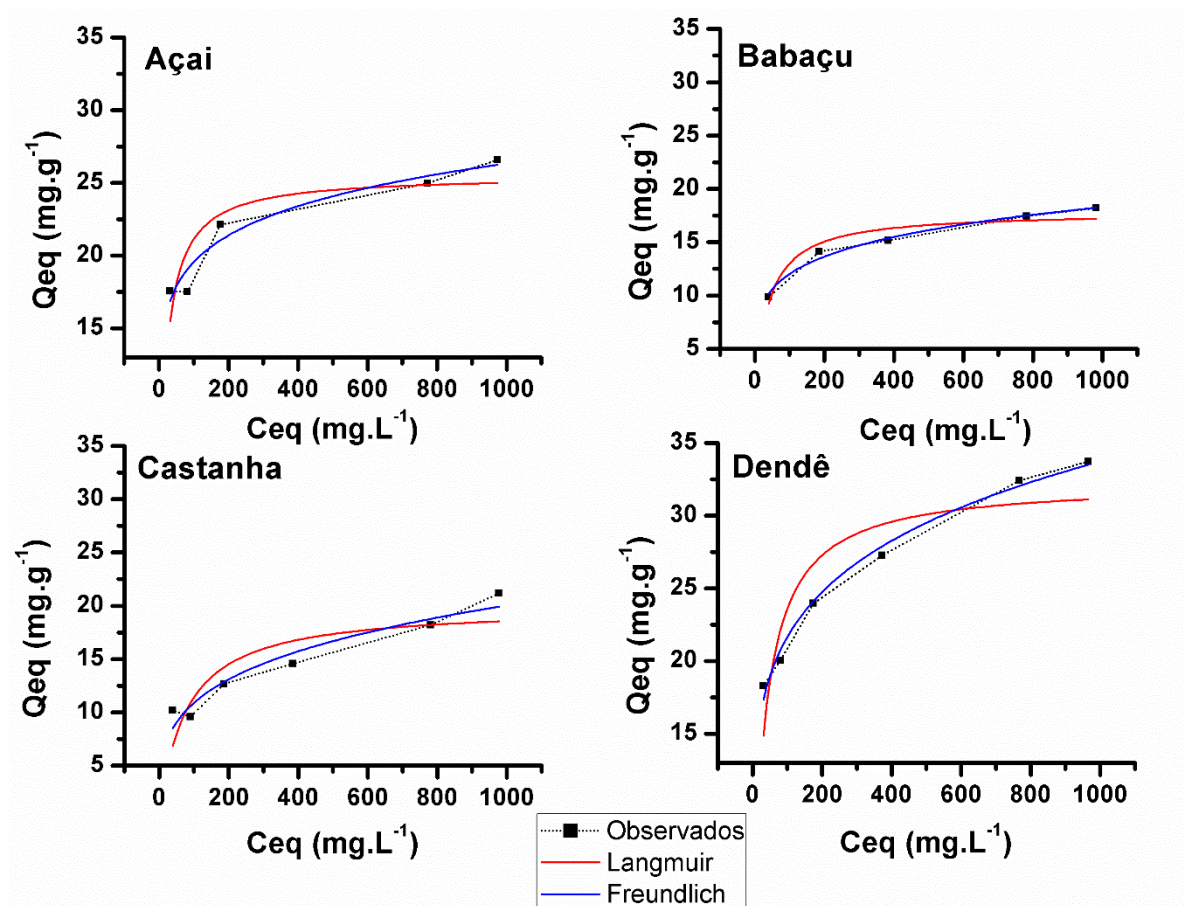 Açai
35
30
25
20
15
Qeq (mg.g⁻¹)
0 200 400 600 800 1000
Ceq (mg.L⁻¹)
Babaçu
35
30
25
20
15
10
5
Qeq (mg.g⁻¹)
0 200 400 600 800 1000
Ceq (mg.L⁻¹)
Castanha
35
30
25
20
15
10
5
Qeq (mg.g⁻¹)
0 200 400 600 800 1000
Ceq (mg.L⁻¹)
Dendê
35
30
25
20
15
Qeq (mg.g⁻¹)
0 200 400 600 800 1000
Ceq (mg.L⁻¹)
Observados
Langmuir
Freundlich